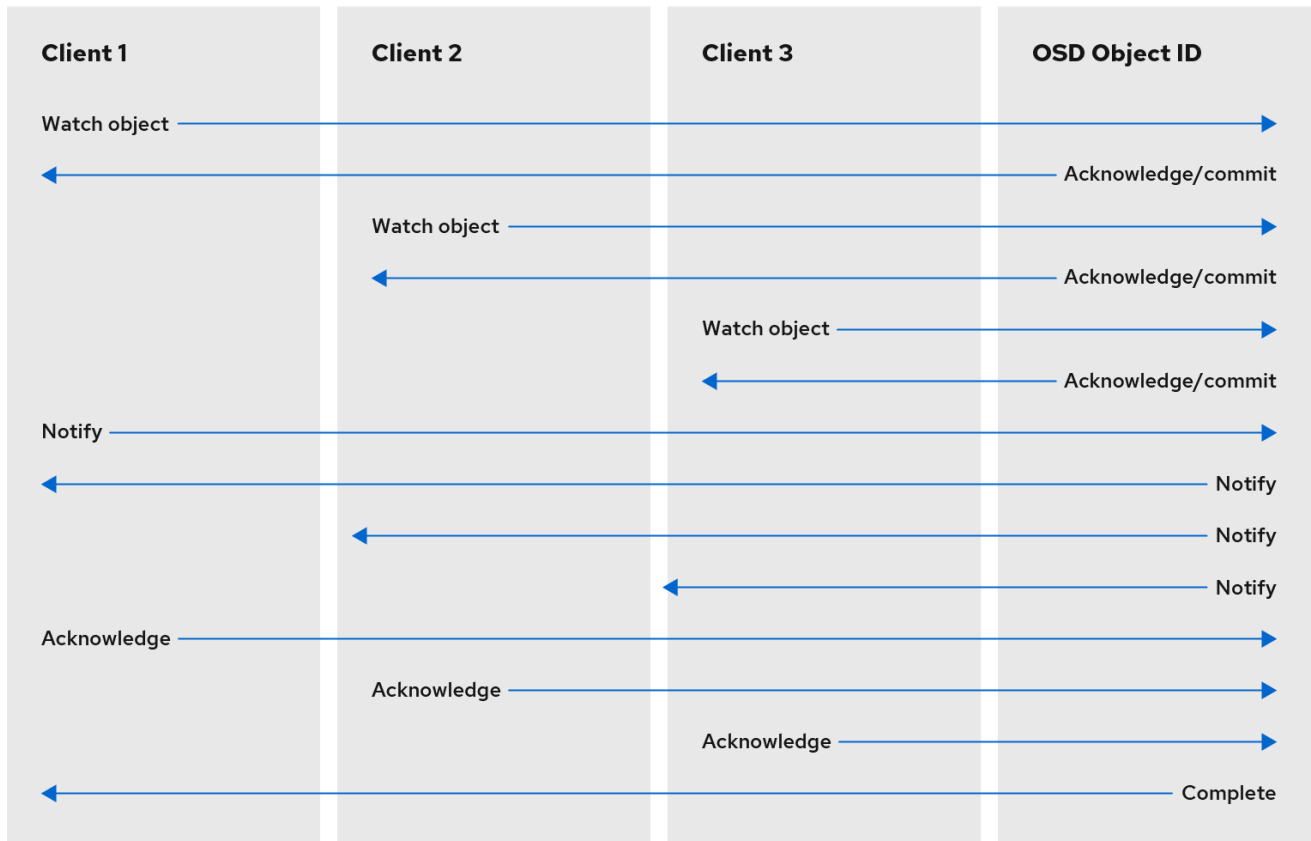 Client 1
Client 2
Client 3
OSD Object ID
Watch object
Acknowledge/commit
Watch object
Acknowledge/commit
Watch object
Acknowledge/commit
Notify
Notify
Notify
Notify
Acknowledge
Acknowledge
Acknowledge
Complete